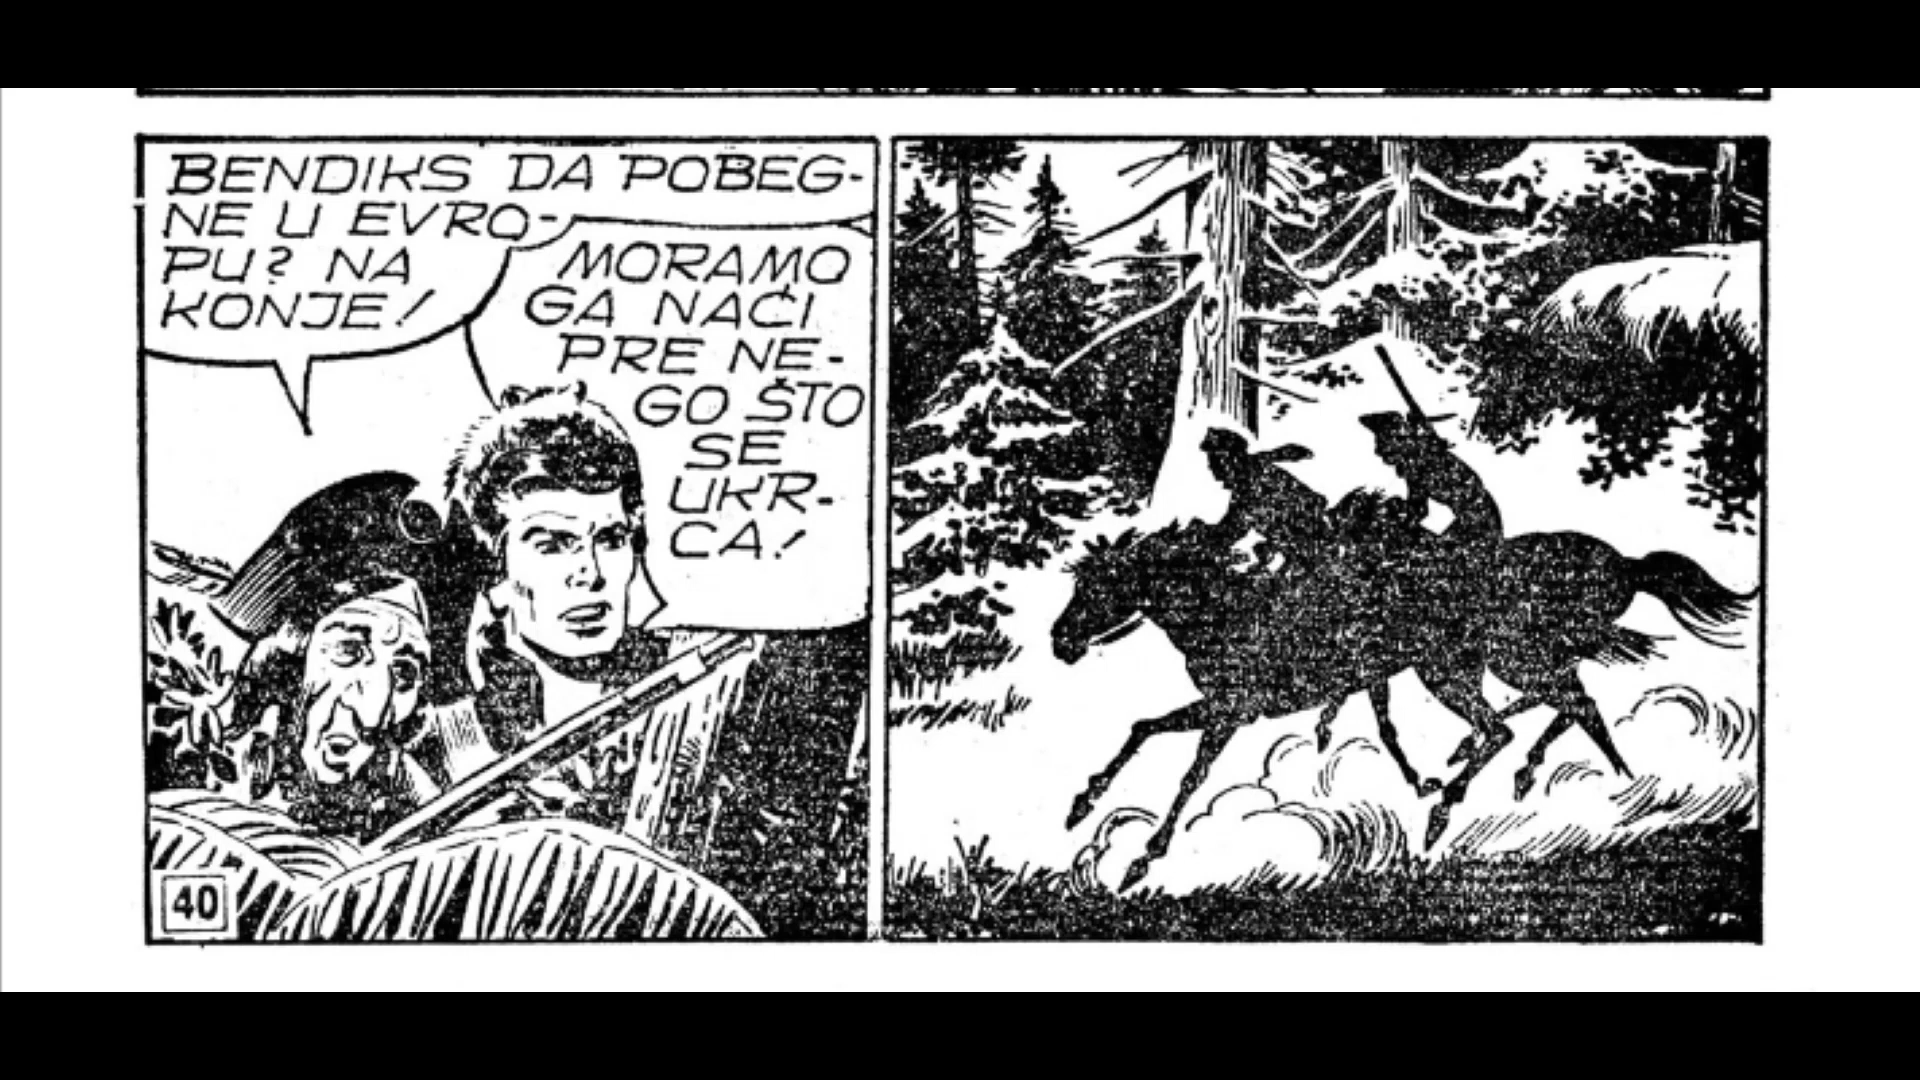 BENDIKS DA POBEG-
NE U EVRO-
PU? NA
KONJE!
MORAMO
GA NAĆI
PRE NE-
GO ŠTO
SE
UKR-
CA!
40